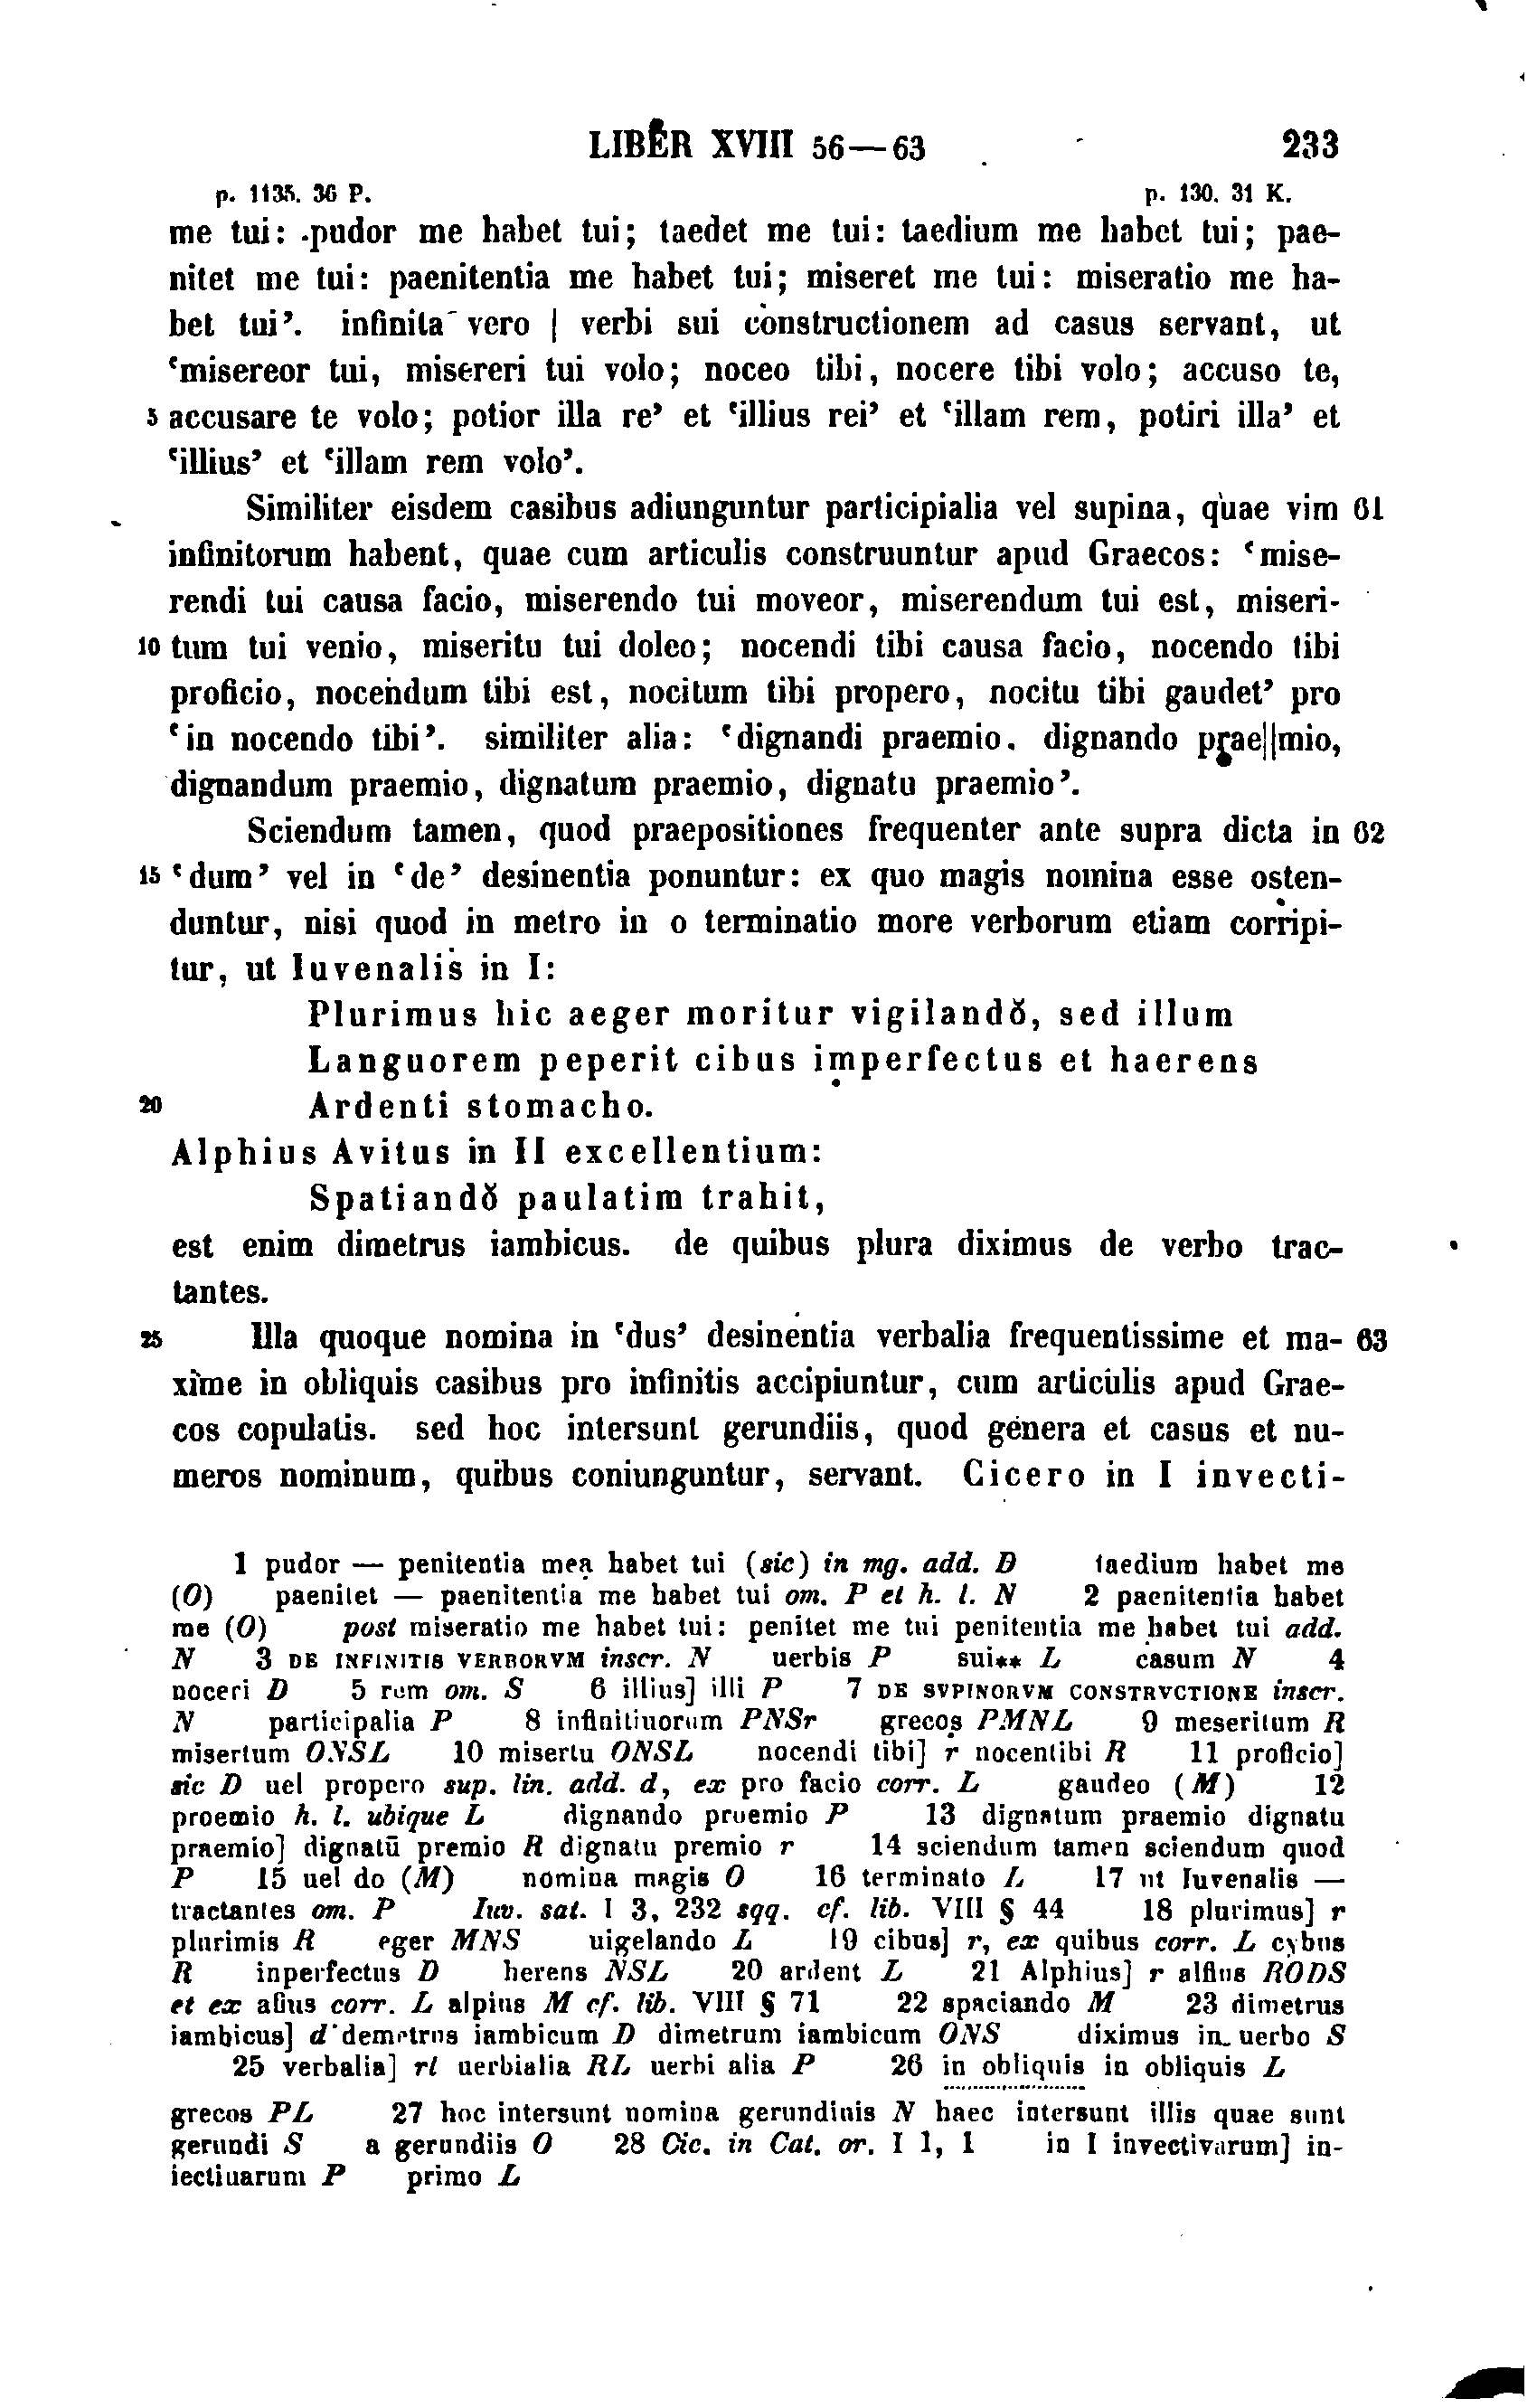 LIBER XVIII 56—63 233
p. 1135. 36 P. p. 130. 31 K.
me tui: pudor me habet tui; taedet me tui: taedium me habet tui; pae-
nitet me tui: paenitentia me habet tui; miseret me tui: miseratio me ha-
bet tui’. infinita vero | verbi sui constructionem ad casus servant, ut
‘misereor tui, misereri tui volo; noceo tibi, nocere tibi volo; accuso te,
5 accusare te volo; potior illa re’ et ‘illius rei’ et ‘illam rem, potiri illa’ et
‘illius’ et ‘illam rem volo’.
Similiter eisdem casibus adiunguntur participialia vel supina, quae vim 61
infinitorum habent, quae cum articulis construuntur apud Graecos: ‘mise-
rendi tui causa facio, miserendo tui moveor, miserendum tui est, miseri-
10 tum tui venio, miseritu tui doleo; nocendi tibi causa facio, nocendo tibi
proficio, nocendum tibi est, nocitum tibi propero, nocitu tibi gaudet’ pro
‘in nocendo tibi’. similiter alia: ‘dignandi praemio. dignando prae||mio,
dignandum praemio, dignatum praemio, dignatu praemio’.
Sciendum tamen, quod praepositiones frequenter ante supra dicta in 62
15 ‘dum’ vel in ‘de’ desinentia ponuntur: ex quo magis nomina esse osten-
duntur, nisi quod in metro in o terminatio more verborum etiam corripi-
tur, ut Iuvenalis in I:
Plurimus hic aeger moritur vigilandŏ, sed illum
Languorem peperit cibus imperfectus et haerens
20 Ardenti stomacho.
Alphius Avitus in II excellentium:
Spatiandŏ paulatim trahit,
est enim dimetrus iambicus. de quibus plura diximus de verbo trac-
tantes.
25 Illa quoque nomina in ‘dus’ desinentia verbalia frequentissime et ma- 63
xime in obliquis casibus pro infinitis accipiuntur, cum articulis apud Grae-
cos copulatis. sed hoc intersunt gerundiis, quod genera et casus et nu-
meros nominum, quibus coniunguntur, servant. Cicero in I invecti-
1 pudor — penitentia mea habet tui (sic) in mg. add. D taedium habet me
(O) paenitet — paenitentia me habet tui om. P et h. l. N 2 paenitentia habet
me (O) post miseratio me habet tui: penitet me tui penitentia me habet tui add.
N 3 DE INFINITIS VERBORVM inscr. N uerbis P sui** L casum N 4
noceri D 5 rem om. S 6 illius] illi P 7 DE SVPINORVM CONSTRVCTIONE inscr.
N participalia P 8 infinitiuorum PNSr grecos PMNL 9 meseritum R
misertum ONSL 10 misertu ONSL nocendi tibi] r nocentibi R 11 proficio]
sic D uel propero sup. lin. add. d, ex pro facio corr. L gaudeo (M) 12
proemio h. l. ubique L dignando proemio P 13 dignatum praemio dignatu
praemio] dignatū premio R dignatu premio r 14 sciendum tamen sciendum quod
P 15 uel do (M) nomina magis O 16 terminato L 17 ut Iuvenalis —
tractantes om. P Iuv. sat. I 3, 232 sqq. cf. lib. VIII § 44 18 plurimus] r
plurimis R eger MNS uigelando L 19 cibus] r, ex quibus corr. L cybus
R inperfectus D herens NSL 20 ardent L 21 Alphius] r alfius RODS
et ex afius corr. L alpius M cf. lib. VIII § 71 22 spaciando M 23 dimetrus
iambicus] d demetrus iambicum D dimetrum iambicum ONS diximus in uerbo S
25 verbalia] rl uerbialia RL uerbi alia P 26 in obliquis in obliquis L
grecos PL 27 hoc intersunt nomina gerundinis N haec intersunt illis quae sunt
gerundi S a gerundiis O 28 Cic. in Cat. or. I 1, 1 in I invectivarum] in-
iectiuarum P primo L